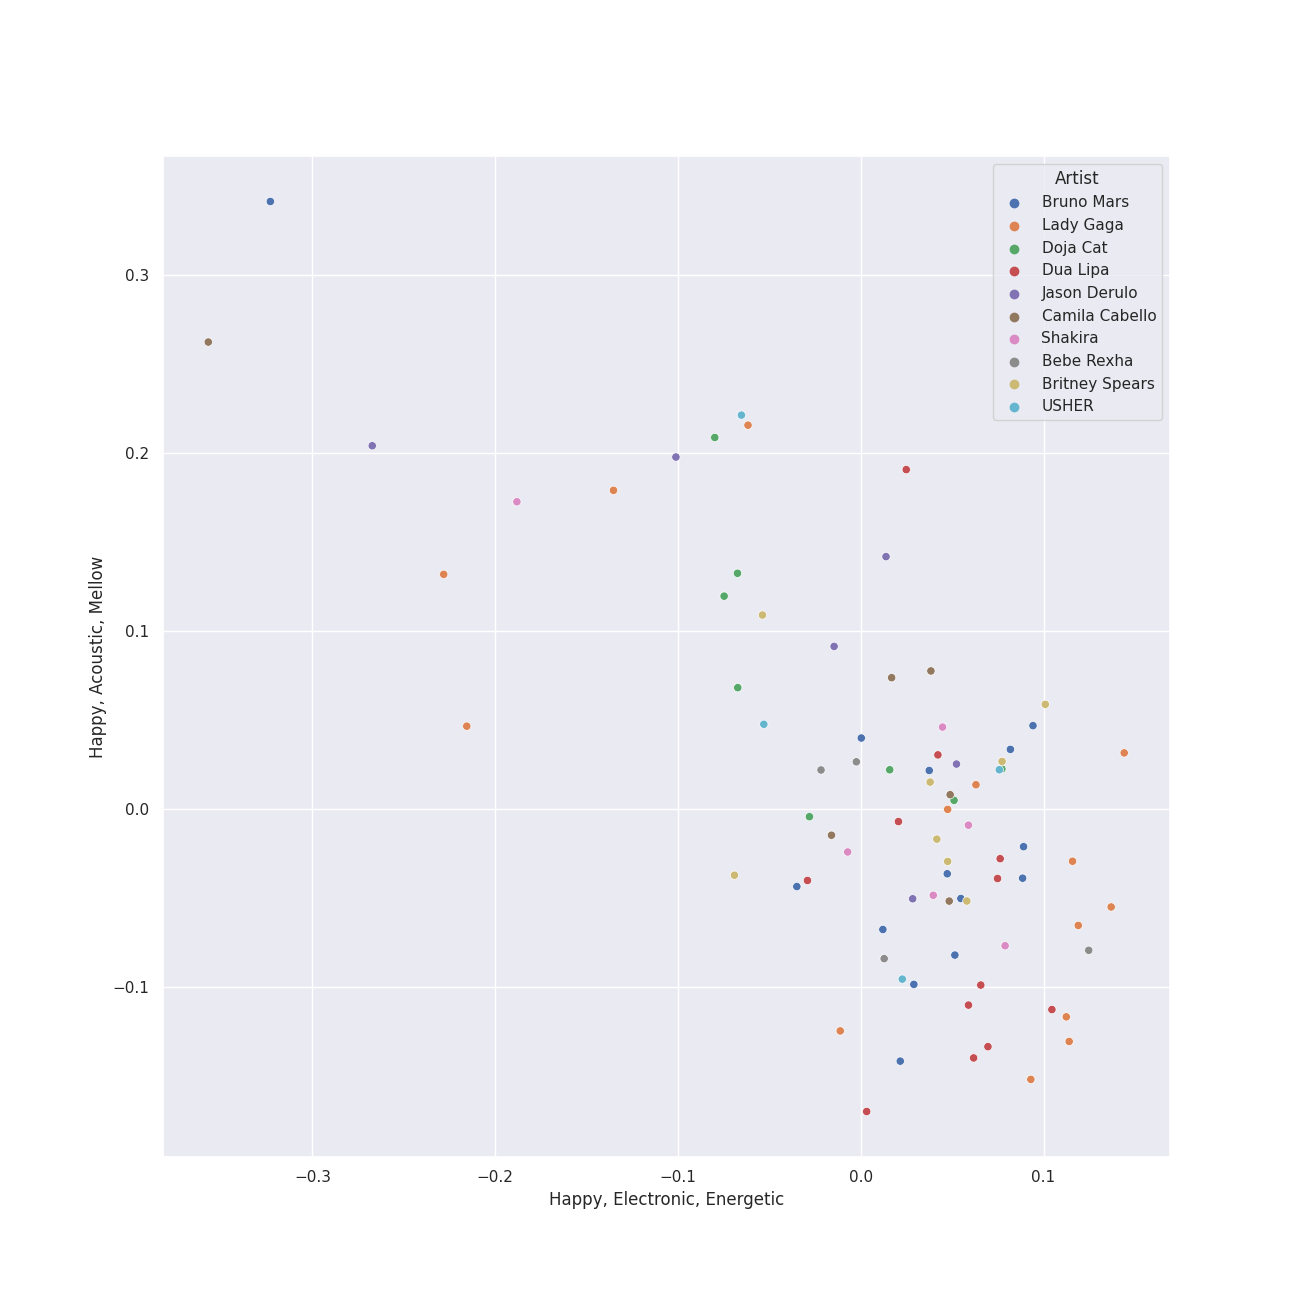 Artist
Bruno Mars
Lady Gaga
Doja Cat
Dua Lipa
Jason Derulo
Camila Cabello
Shakira
Bebe Rexha
Britney Spears
USHER
0.3
0.2
0.1
0.0
−0.1
Happy, Acoustic, Mellow
−0.3 −0.2 −0.1 0.0 0.1
Happy, Electronic, Energetic